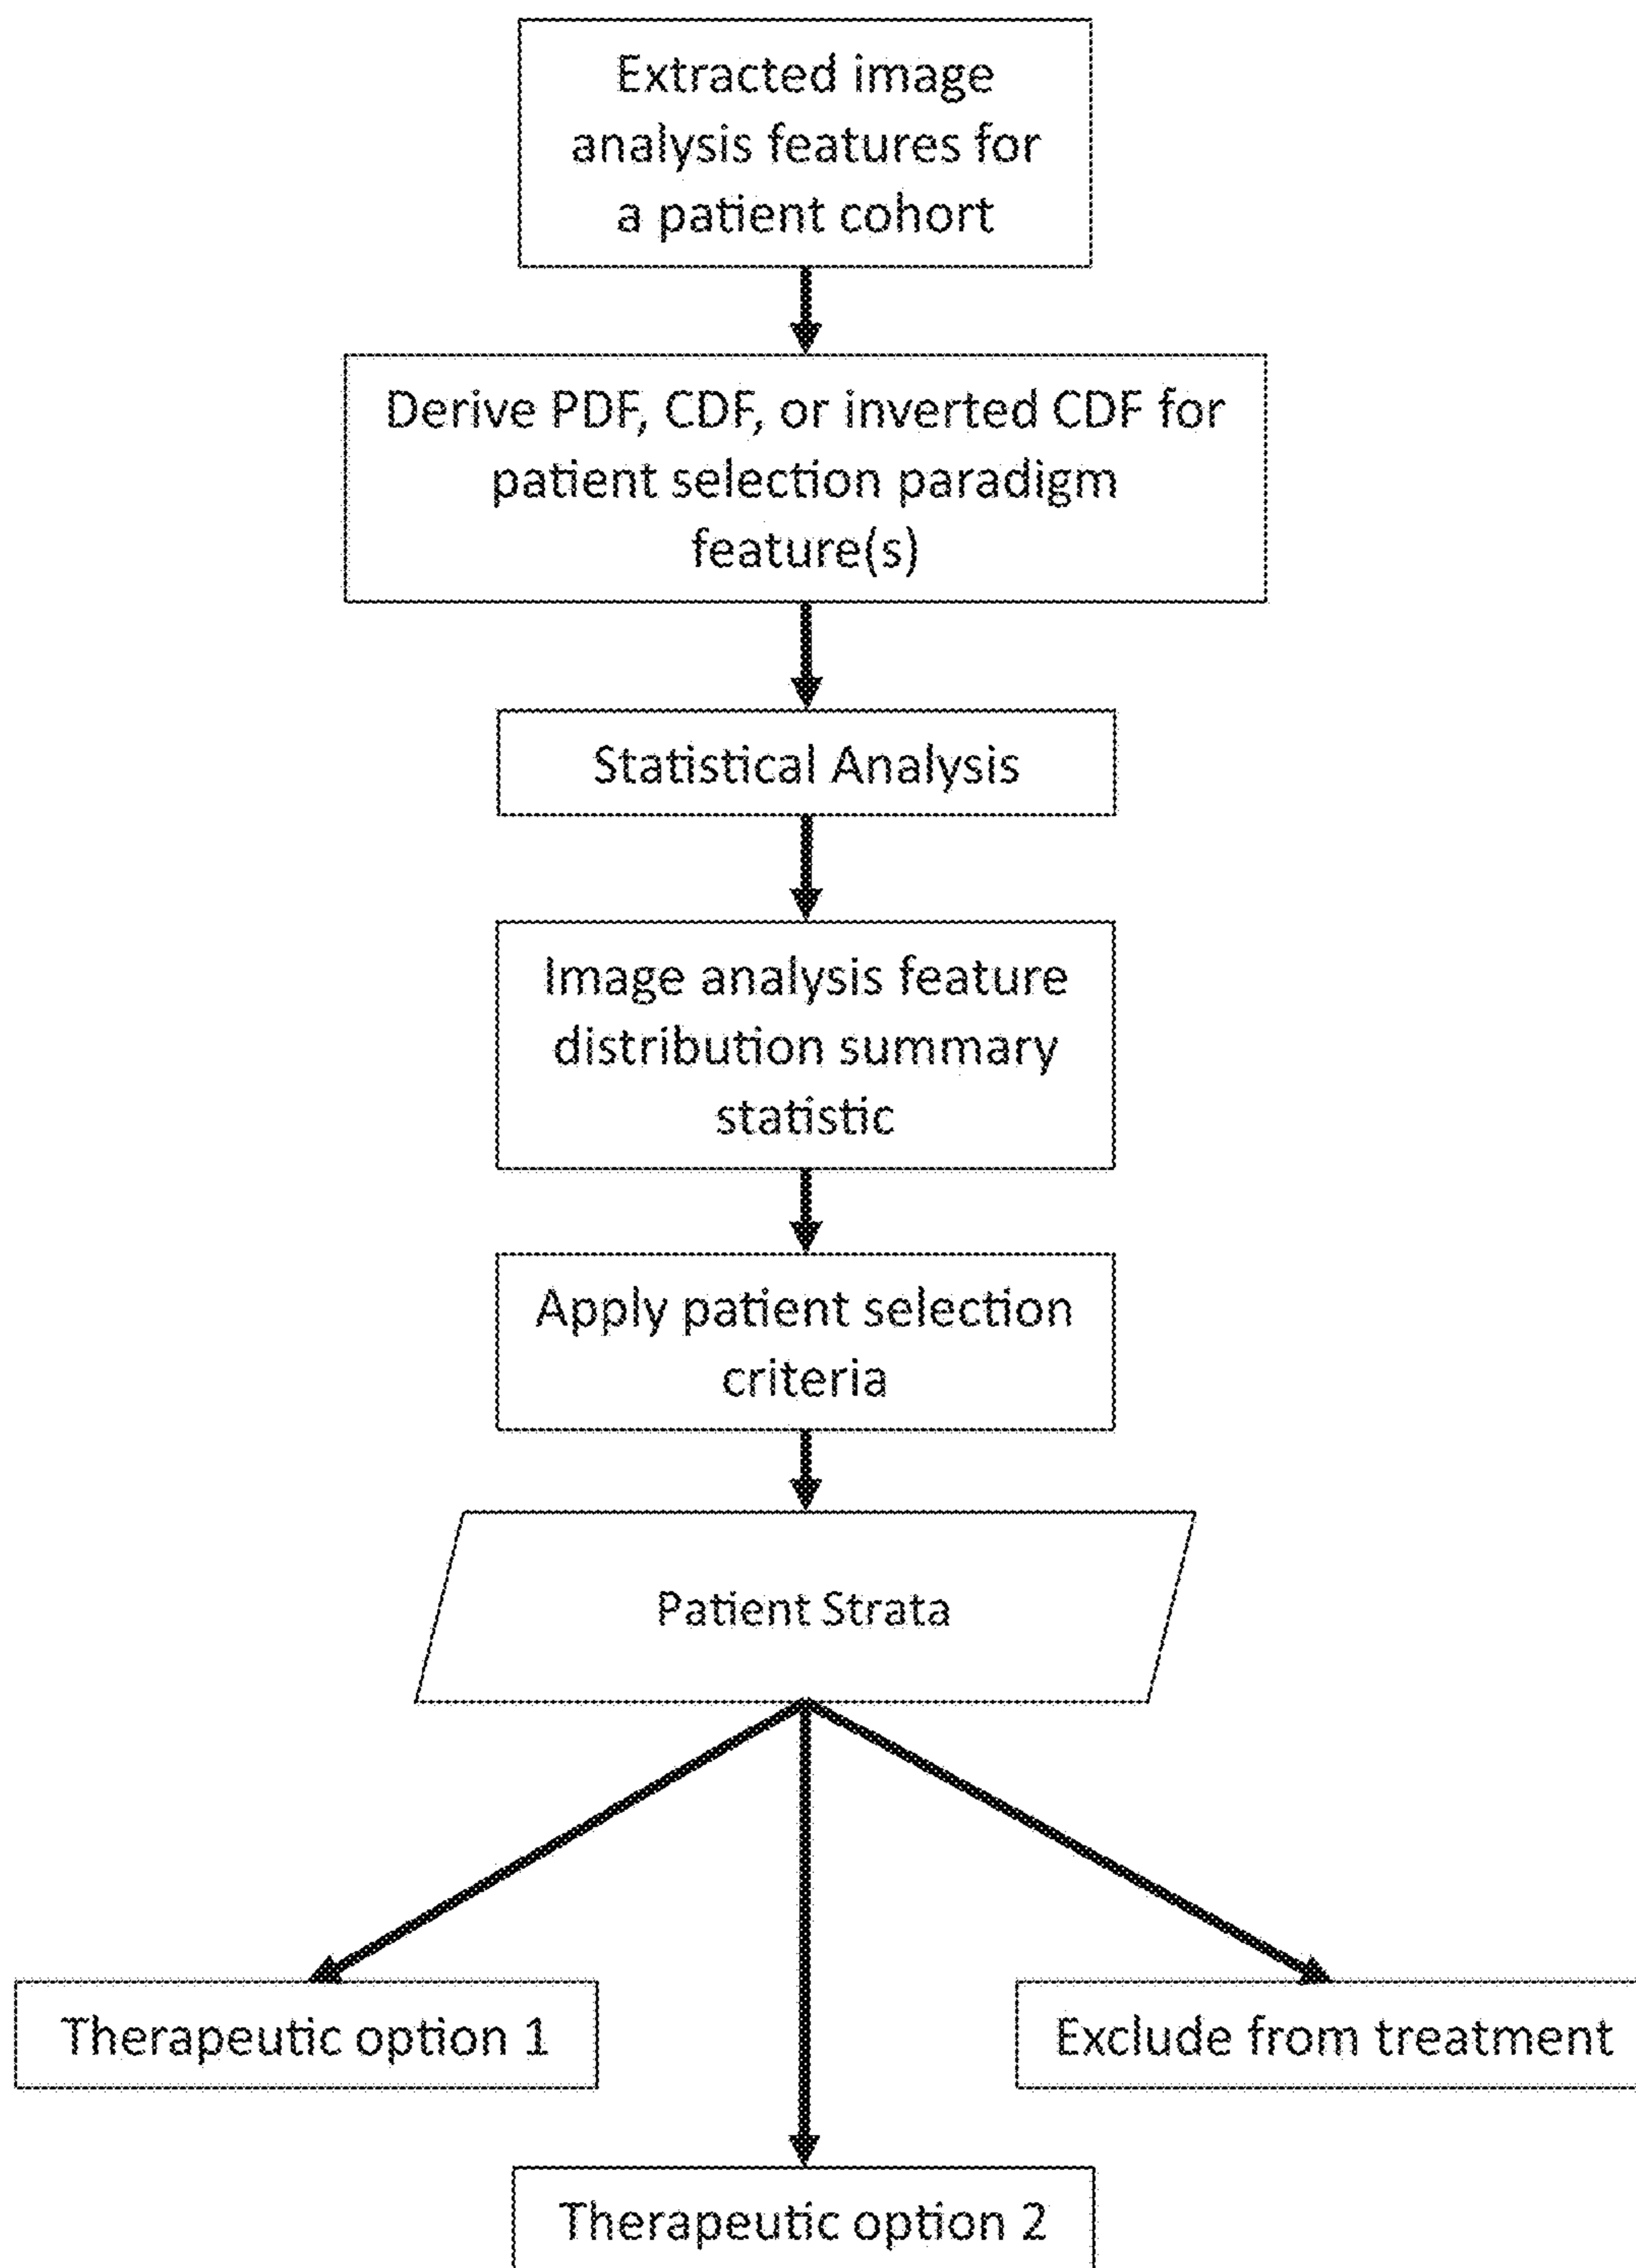 Extracted image
analysis features for
a patient cohort
Derive PDF, CDF, or inverted CDF for
patient selection paradigm
feature(s)
Statistical Analysis
Image analysis feature
distribution summary
statistic
Apply patient selection
criteria
Patient Strata
Therapeutic option 1
Exclude from treatment
Therapeutic option 2